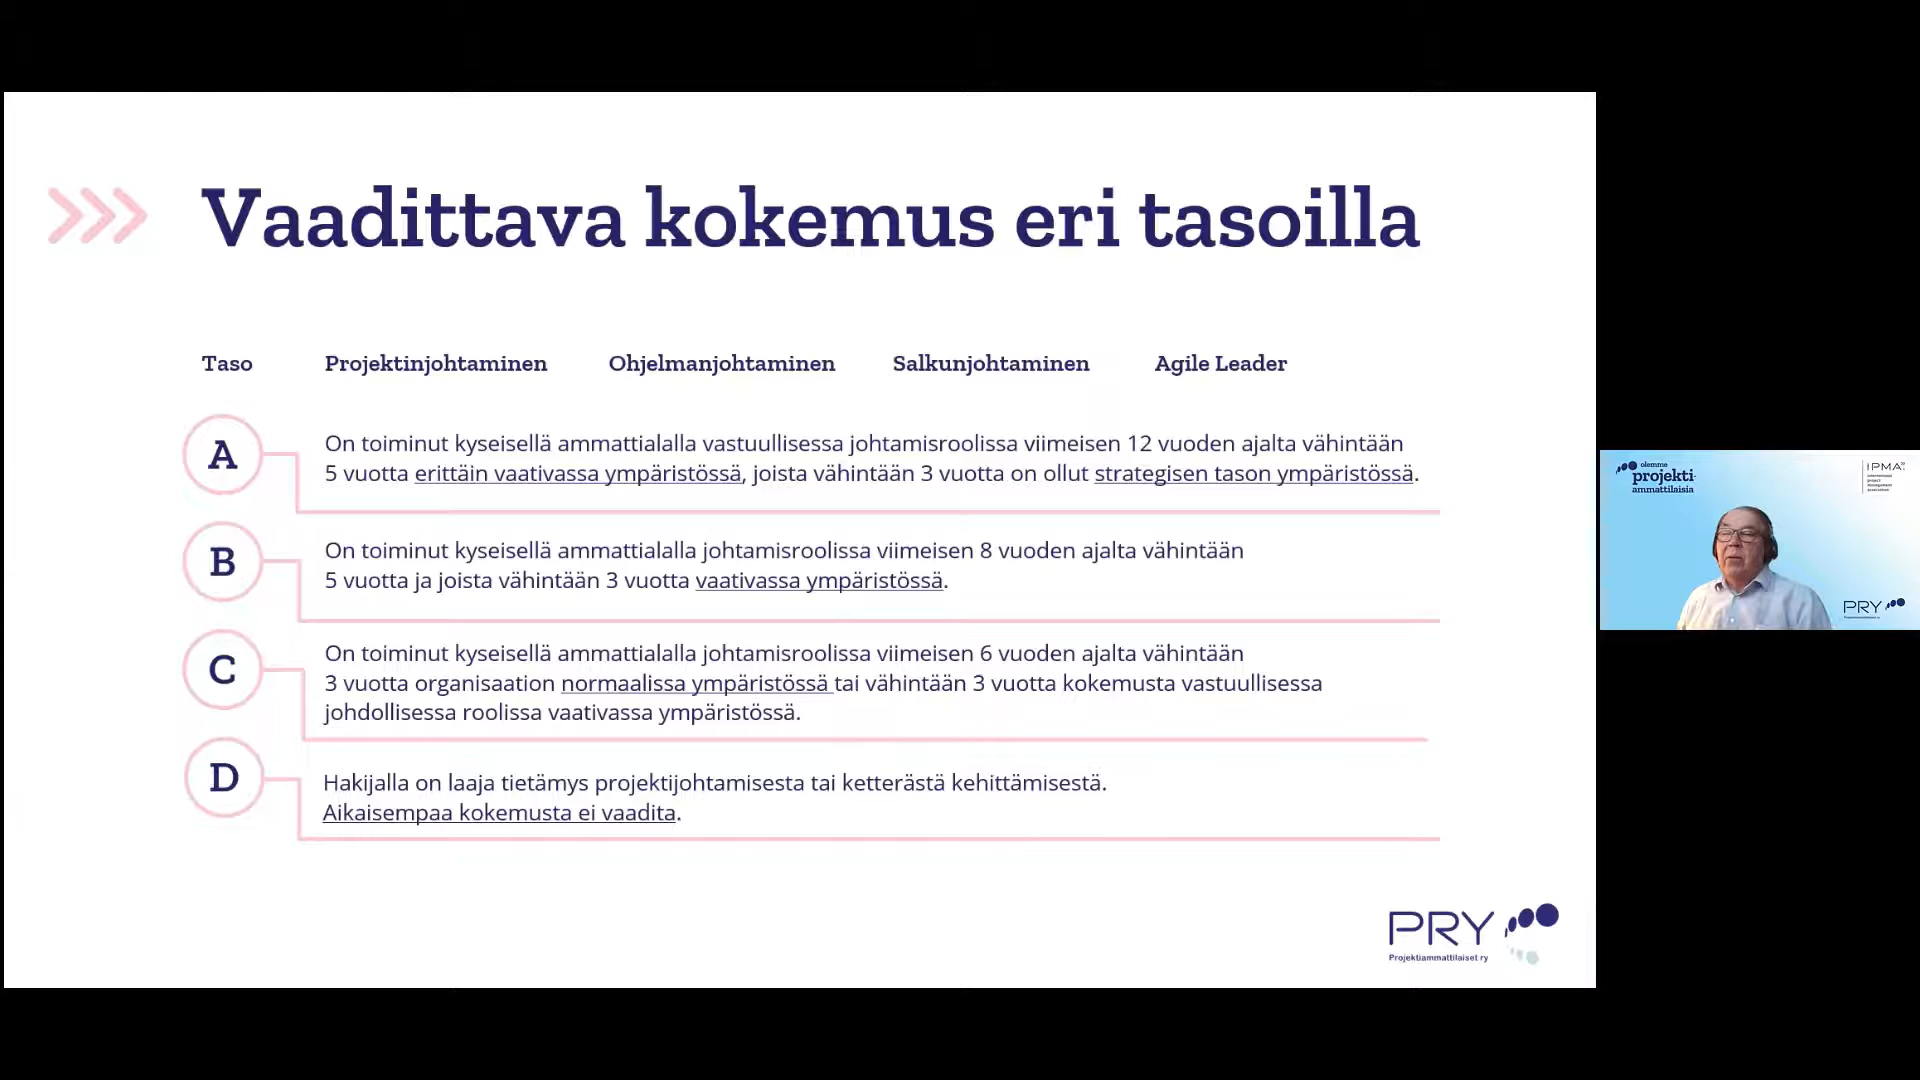 Vaadittava kokemus eri tasoilla
Taso Projektinjohtaminen Ohjelmanjohtaminen Salkunjohtaminen Agile Leader
A
On toiminut kyseisellä ammattialalla vastuullisessa johtamisroolissa viimeisen 12 vuoden ajalta vähintään
5 vuotta erittäin vaativassa ympäristössä, joista vähintään 3 vuotta on ollut strategisen tason ympäristössä.
B
On toiminut kyseisellä ammattialalla johtamisroolissa viimeisen 8 vuoden ajalta vähintään
5 vuotta ja joista vähintään 3 vuotta vaativassa ympäristössä.
C
On toiminut kyseisellä ammattialalla johtamisroolissa viimeisen 6 vuoden ajalta vähintään
3 vuotta organisaation normaalissa ympäristössä tai vähintään 3 vuotta kokemusta vastuullisessa
johdollisessa roolissa vaativassa ympäristössä.
D
Hakijalla on laaja tietämys projektijohtamisesta tai ketterästä kehittämisestä.
Aikaisempaa kokemusta ei vaadita.
PRY
Projektiammattilaiset ry
olemme
projekti-
ammattilaisia
IPMA
international
project
management
association
PRY